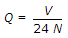 Q = V / 24 N